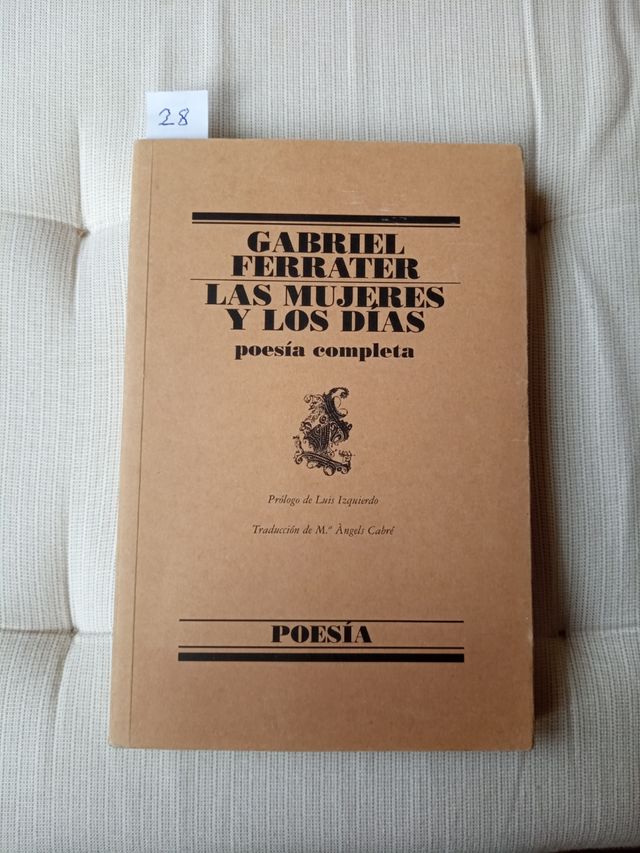 28
GABRIEL
FERRATER
LAS MUJERES
Y LOS DÍAS
poesía completa
Prólogo de Luis Izquierdo
Traducción de M.ª Àngels Cabré
POESÍA